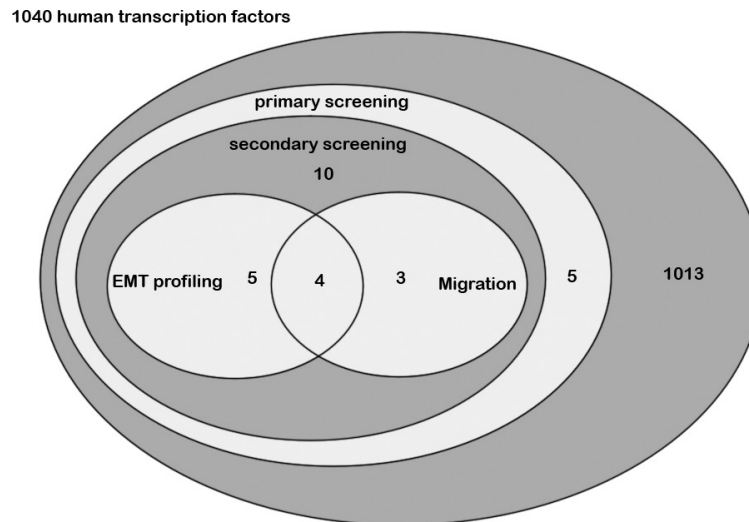 1040 human transcription factors
primary screening
secondary screening
10
EMT profiling 5 4 3 Migration 5 1013